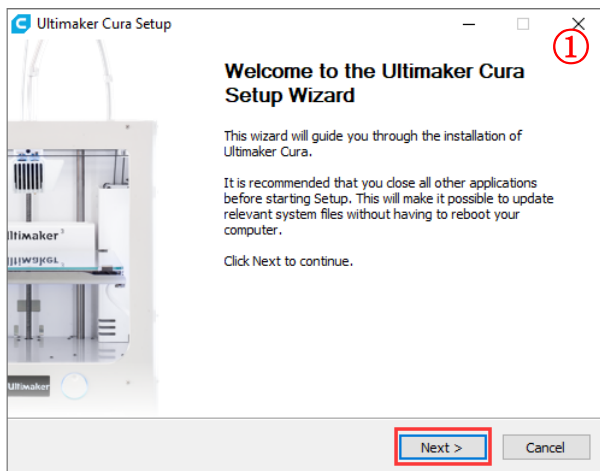 Ultimaker Cura Setup
①
Welcome to the Ultimaker Cura
Setup Wizard
This wizard will guide you through the installation of
Ultimaker Cura.
It is recommended that you close all other applications
before starting Setup. This will make it possible to update
relevant system files without having to reboot your
computer.
Click Next to continue.
ltimaker³
Ultimaker
Next >
Cancel